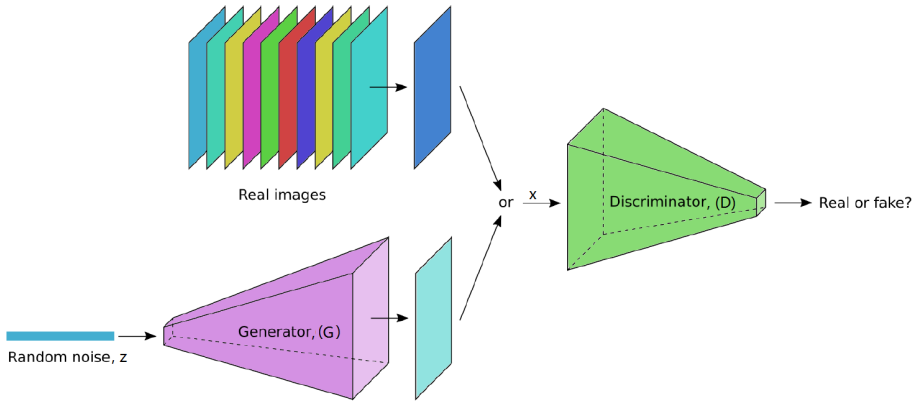 Real images
or
x
Discriminator, (D)
Real or fake?
Generator, (G)
Random noise, z